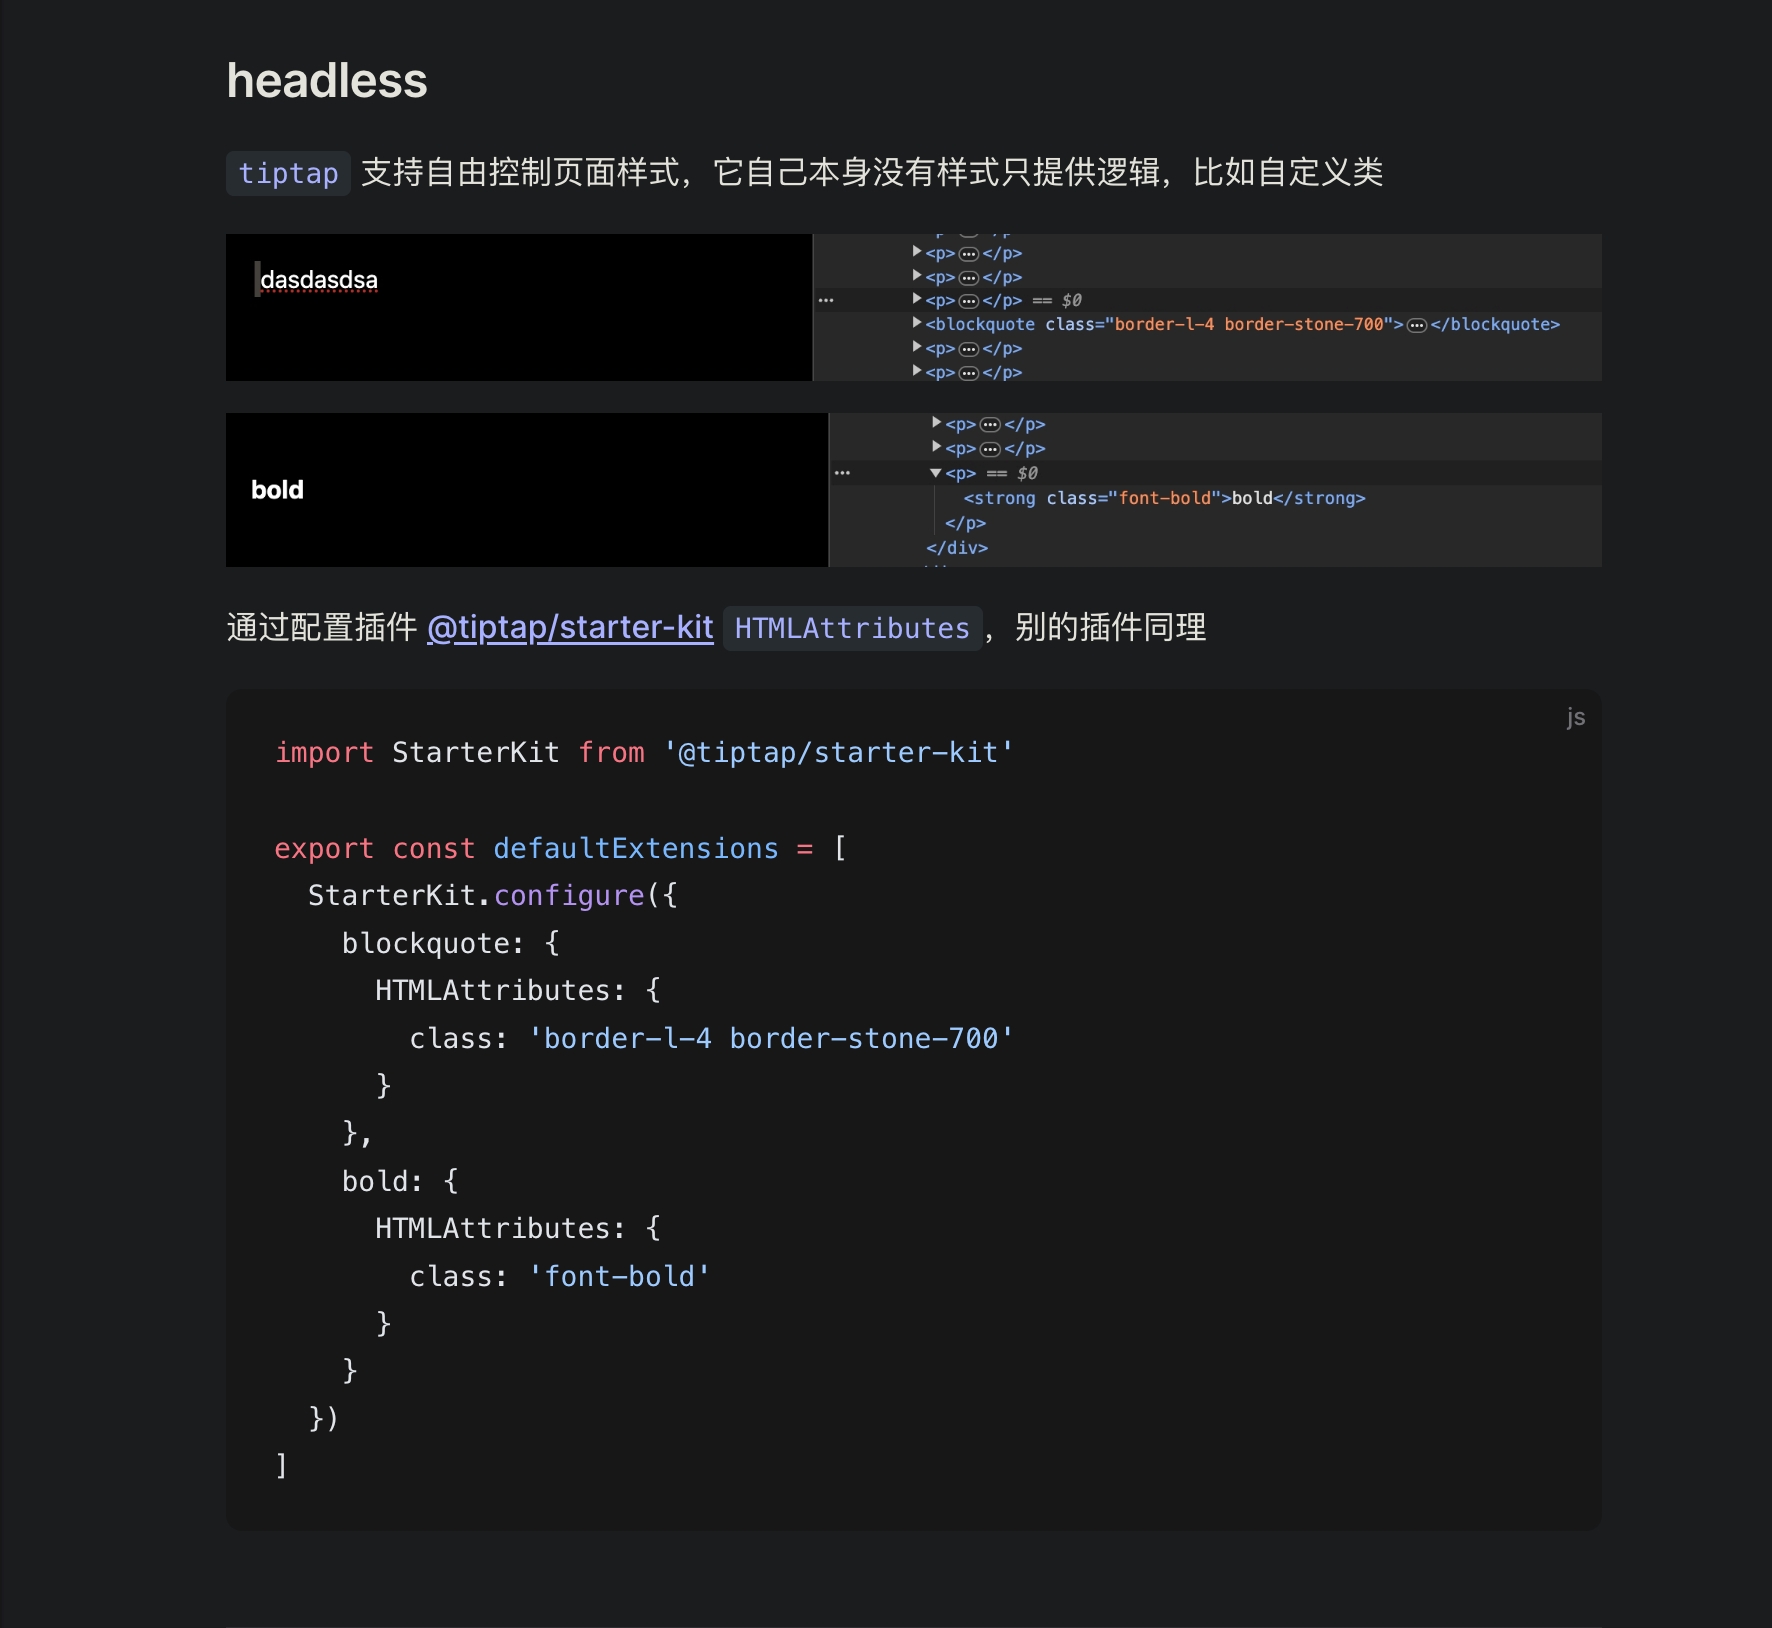 headless
tiptap 支持自由控制页面样式，它自己本身没有样式只提供逻辑，比如自定义类
dasdasdsa
<p>…</p>
<p>…</p>
… <p>…</p> == $0
<blockquote class="border-l-4 border-stone-700">…</blockquote>
<p>…</p>
<p>…</p>
bold
<p>…</p>
<p>…</p>
… <p> == $0
<strong class="font-bold">bold</strong>
</p>
</div>
通过配置插件 @tiptap/starter-kit HTMLAttributes，别的插件同理
js
import StarterKit from '@tiptap/starter-kit'
export const defaultExtensions = [
StarterKit.configure({
blockquote: {
HTMLAttributes: {
class: 'border-l-4 border-stone-700'
}
},
bold: {
HTMLAttributes: {
class: 'font-bold'
}
}
})
]